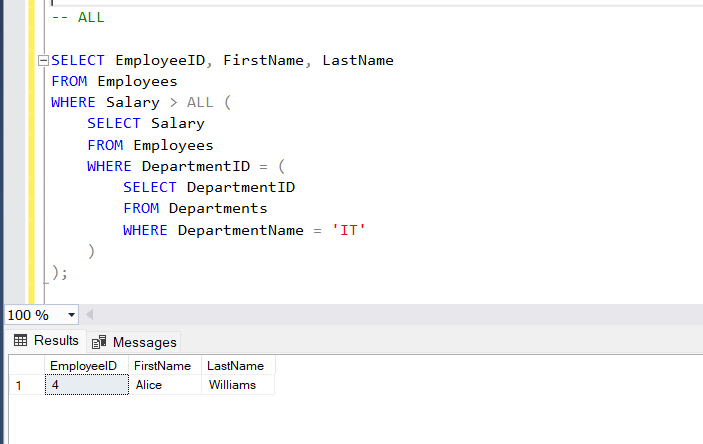 -- ALL
SELECT EmployeeID, FirstName, LastName
FROM Employees
WHERE Salary > ALL (
    SELECT Salary
    FROM Employees
    WHERE DepartmentID = (
        SELECT DepartmentID
        FROM Departments
        WHERE DepartmentName = 'IT'
    )
);
100 %
Results Messages
EmployeeID FirstName LastName
1 4 Alice Williams